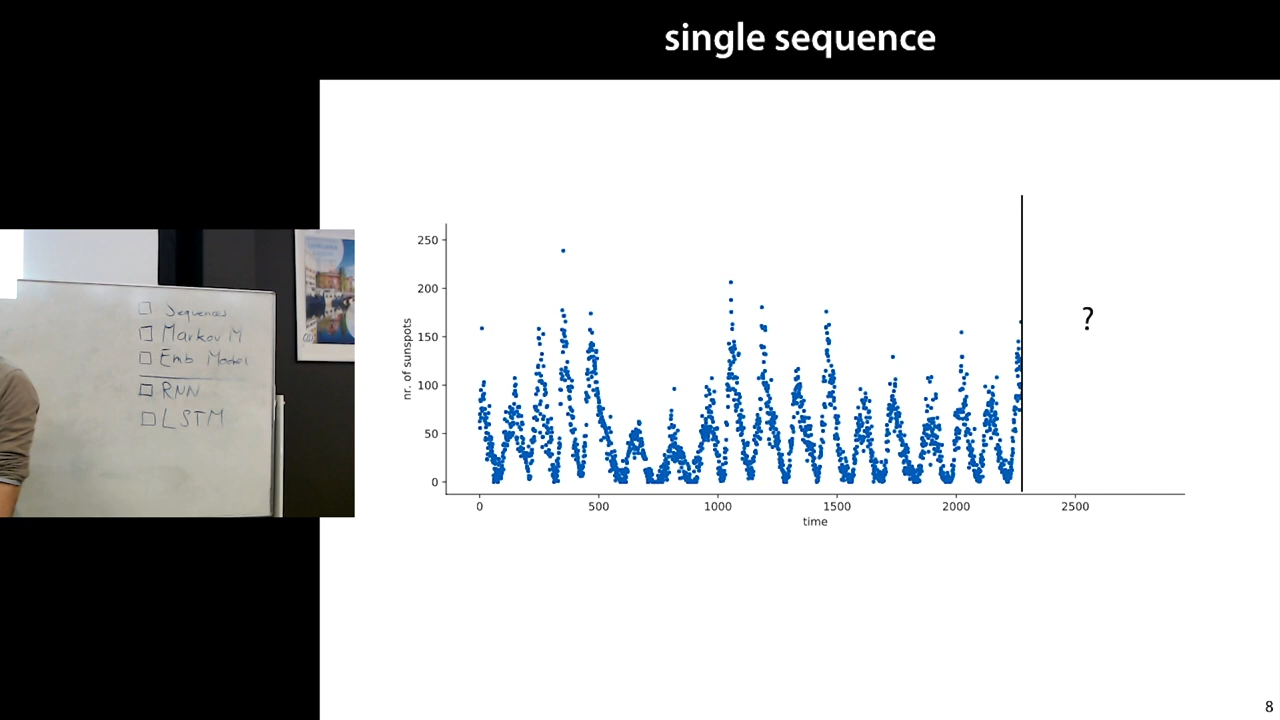 single sequence
Sequences
Markov M
Emb Model
RNN
LSTM
250
200
150
100
50
0
nr. of sunspots
0 500 1000 1500 2000 2500
time
?
8